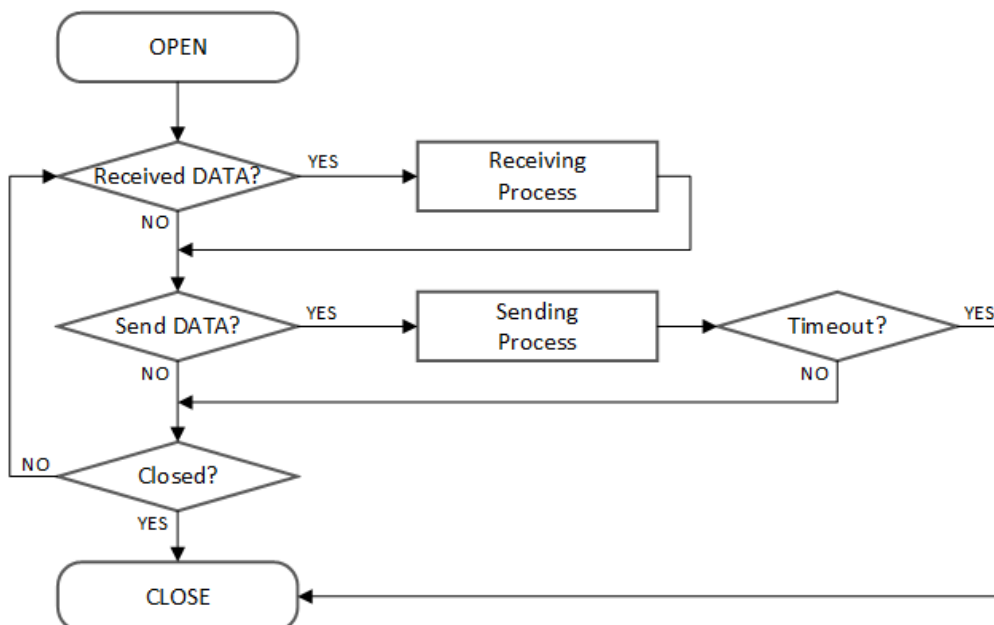 OPEN
Received DATA?
YES
Receiving
Process
NO
Send DATA?
YES
Sending
Process
Timeout?
YES
NO
NO
Closed?
NO
YES
CLOSE